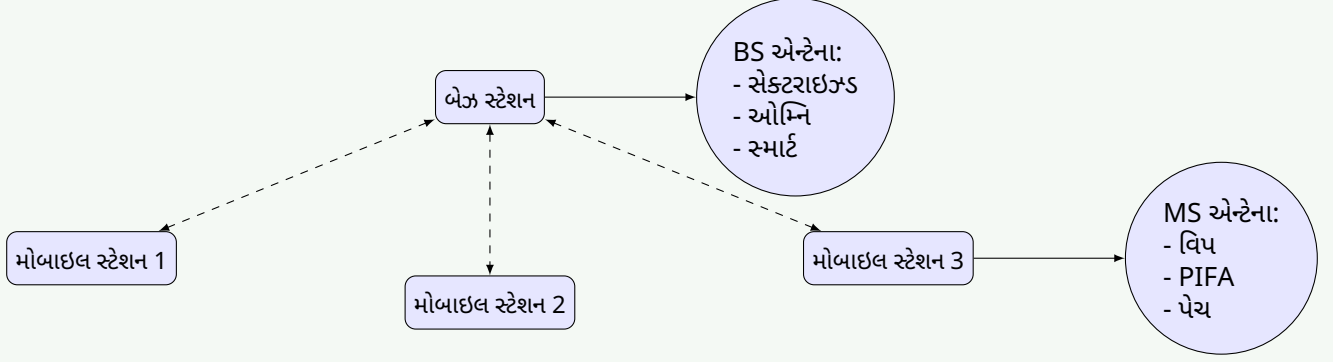 BS એન્ટેના:
- સેક્ટરાઇઝ્ડ
- ઓમ્નિ
- સ્માર્ટ
બેઝ સ્ટેશન
મોબાઇલ સ્ટેશન 1
મોબાઇલ સ્ટેશન 2
મોબાઇલ સ્ટેશન 3
MS એન્ટેના:
- વિપ
- PIFA
- પેચ